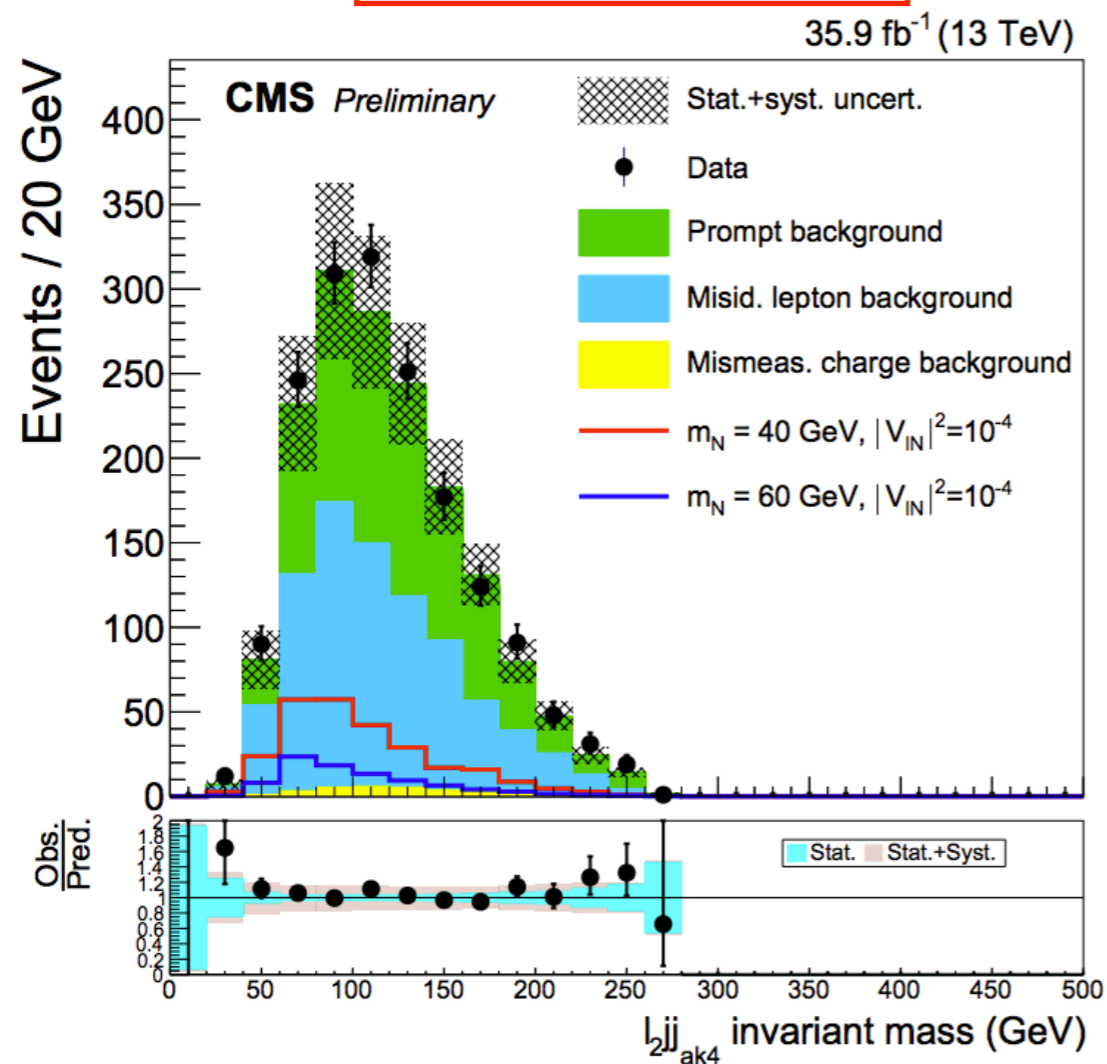 35.9 fb⁻¹ (13 TeV)
CMS Preliminary
Stat.+syst. uncert.
Data
Prompt background
Misid. lepton background
Mismeas. charge background
m_N = 40 GeV, |V_lN|²=10⁻⁴
m_N = 60 GeV, |V_lN|²=10⁻⁴
Events / 20 GeV
400
350
300
250
200
150
100
50
0
Obs.
Pred.
2
1.8
1.6
1.4
1.2
1
0.8
0.6
0.4
0.2
0
Stat. Stat.+Syst.
0 50 100 150 200 250 300 350 400 450 500
l₂jj_ak4 invariant mass (GeV)